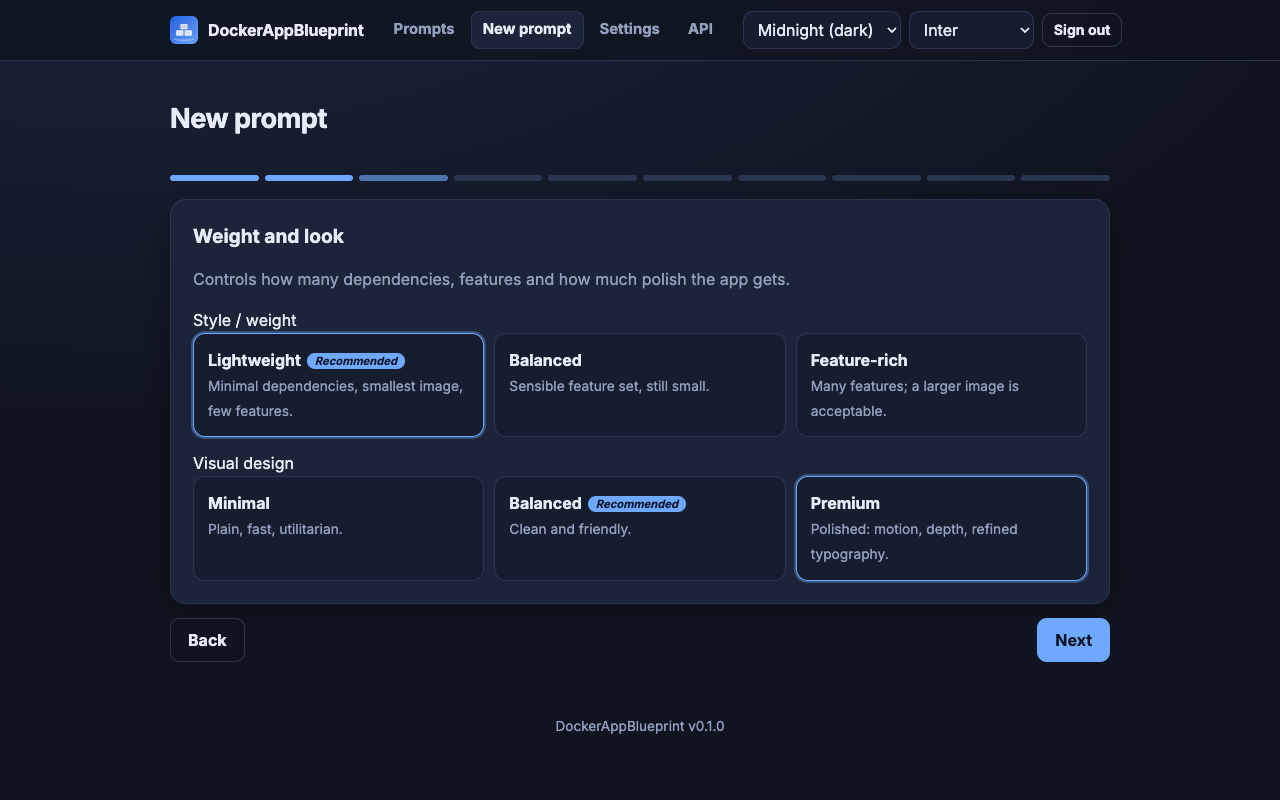 DockerAppBlueprint Prompts New prompt Settings API Midnight (dark) Inter Sign out
New prompt
Weight and look
Controls how many dependencies, features and how much polish the app gets.
Style / weight
Lightweight Recommended
Minimal dependencies, smallest image,
few features.
Balanced
Sensible feature set, still small.
Feature-rich
Many features; a larger image is
acceptable.
Visual design
Minimal
Plain, fast, utilitarian.
Balanced Recommended
Clean and friendly.
Premium
Polished: motion, depth, refined
typography.
Back
Next
DockerAppBlueprint v0.1.0